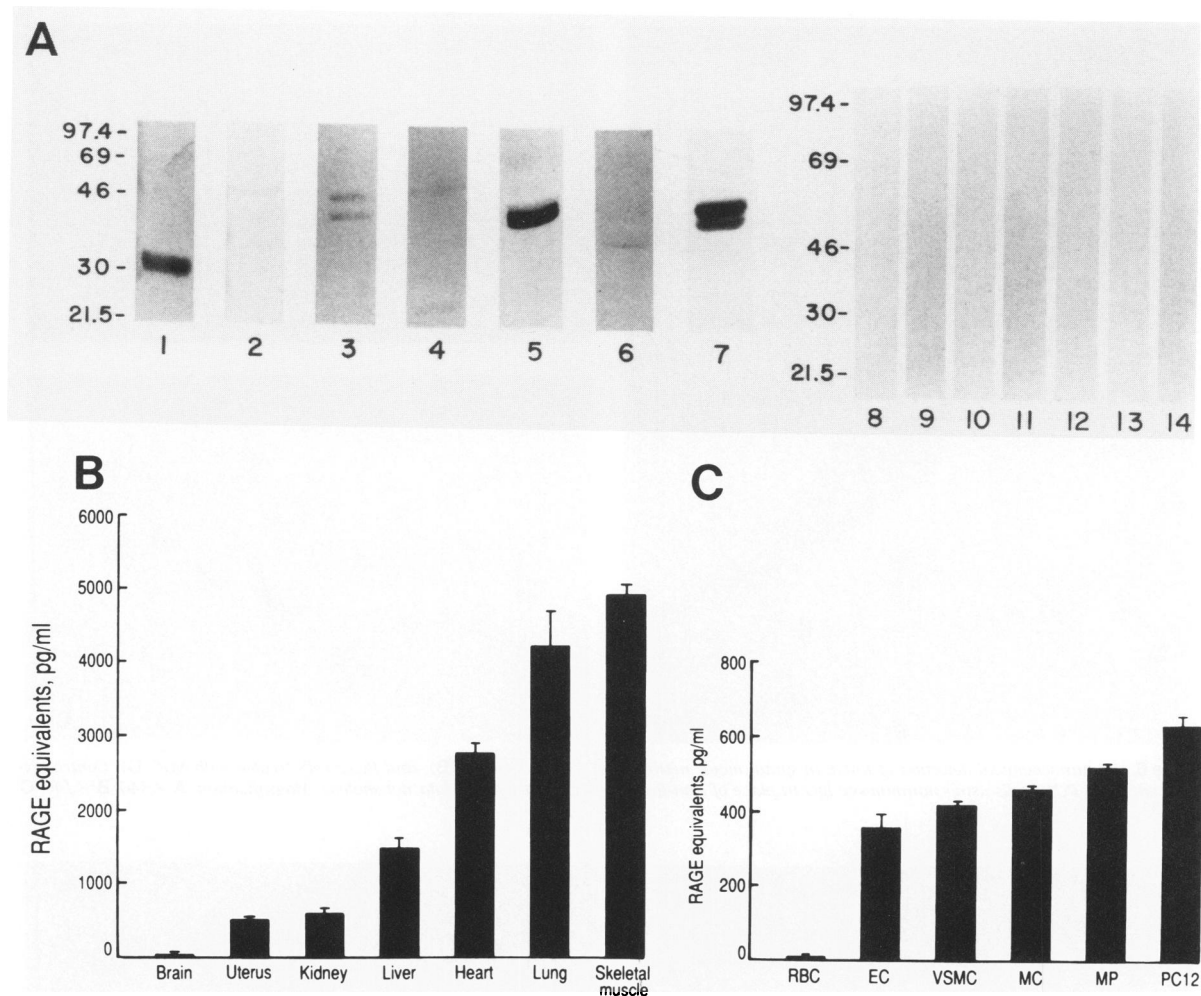 A
97.4 -
69 -
46 -
30 -
21.5 -
1 2 3 4 5 6 7
97.4 -
69 -
46 -
30 -
21.5 -
8 9 10 11 12 13 14
B
RAGE equivalents, pg/ml
6000
5000
4000
3000
2000
1000
0
Brain Uterus Kidney Liver Heart Lung Skeletal
muscle
C
RAGE equivalents, pg/ml
800
600
400
200
0
RBC EC VSMC MC MP PC12